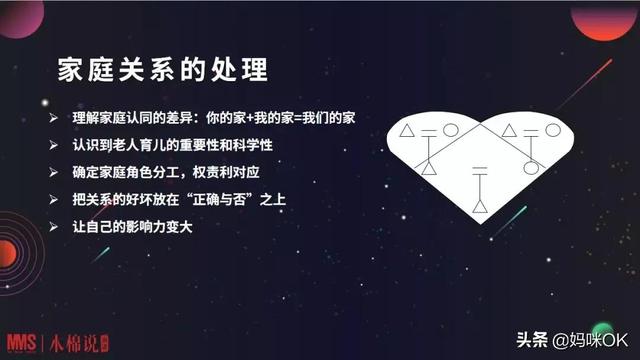 家庭关系的处理
理解家庭认同的差异：你的家+我的家=我们的家
认识到老人育儿的重要性和科学性
确定家庭角色分工，权责利对应
把关系的好坏放在“正确与否”之上
让自己的影响力变大
MMS 木棉说
头条 @妈咪OK